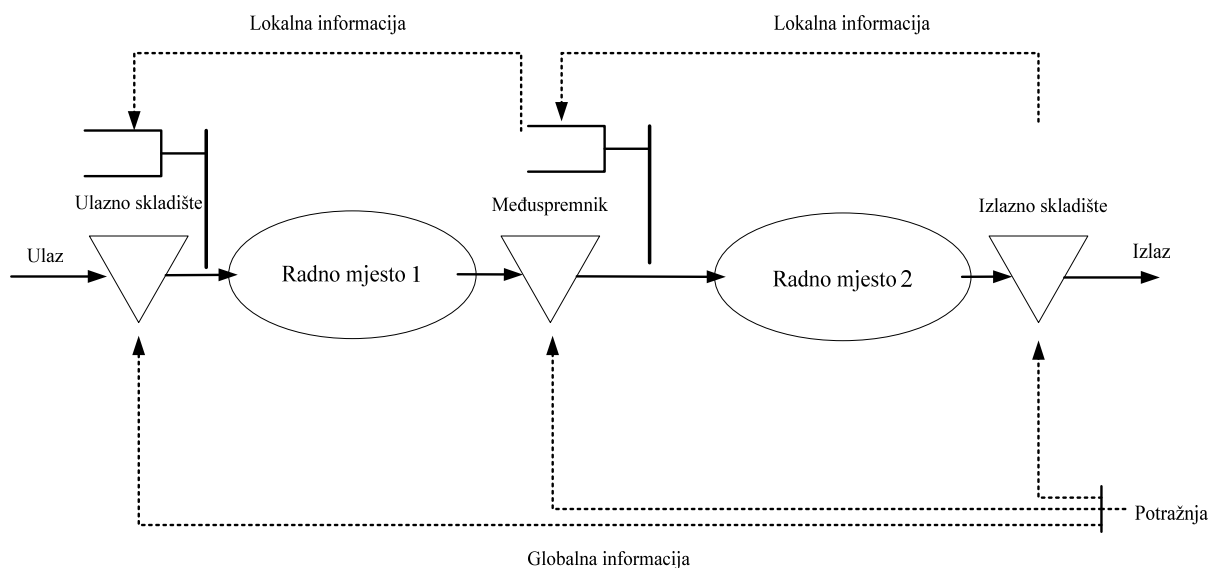 Lokalna informacija
Lokalna informacija
Ulazno skladište
Međuspremnik
Izlazno skladište
Ulaz
Radno mjesto 1
Radno mjesto 2
Izlaz
Potražnja
Globalna informacija